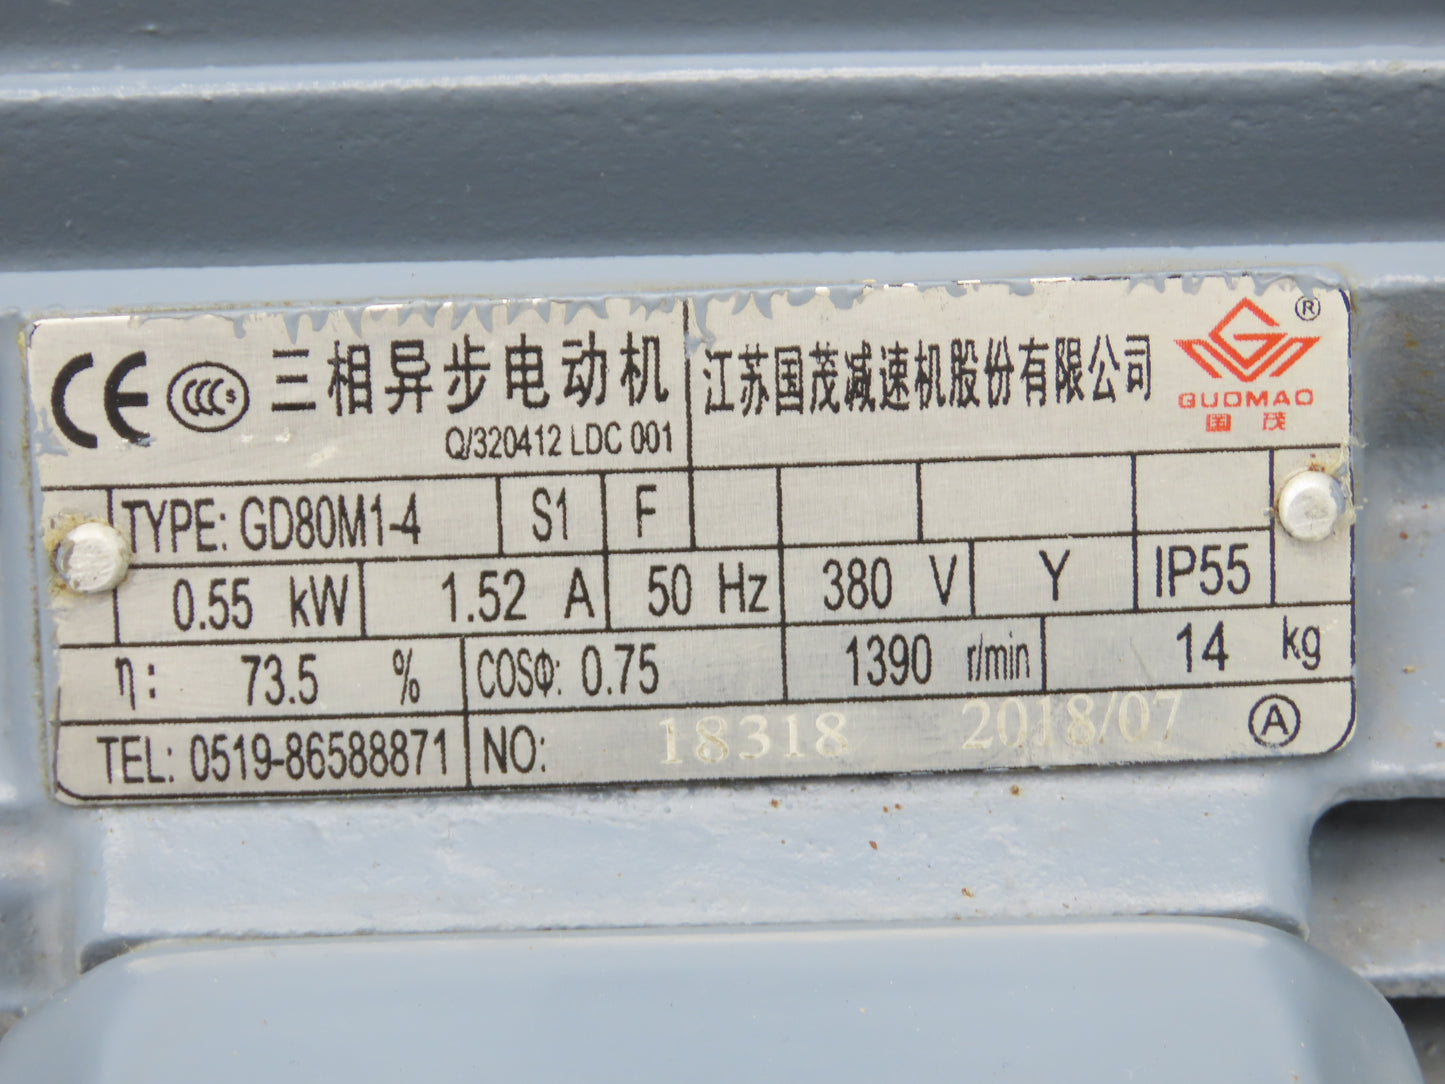 CE CCC S 三相异步电动机 江苏国茂减速机股份有限公司 ®
GUOMAO
国茂
Q/320412 LDC 001
TYPE: GD80M1-4 S1 F
0.55 kW 1.52 A 50 Hz 380 V Y IP55
η: 73.5 % COSΦ: 0.75 1390 r/min 14 kg
TEL: 0519-86588871 NO: 18318 2018/07 A